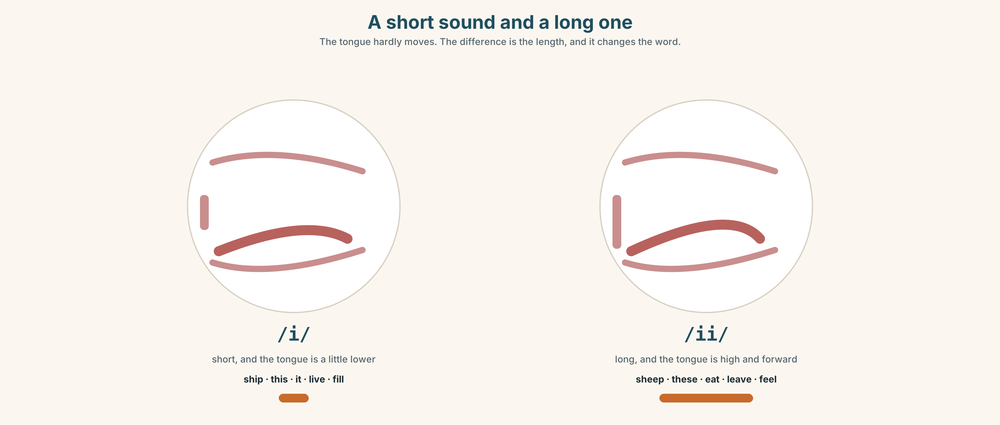 A short sound and a long one
The tongue hardly moves. The difference is the length, and it changes the word.
/i/
short, and the tongue is a little lower
ship · this · it · live · fill
/ii/
long, and the tongue is high and forward
sheep · these · eat · leave · feel